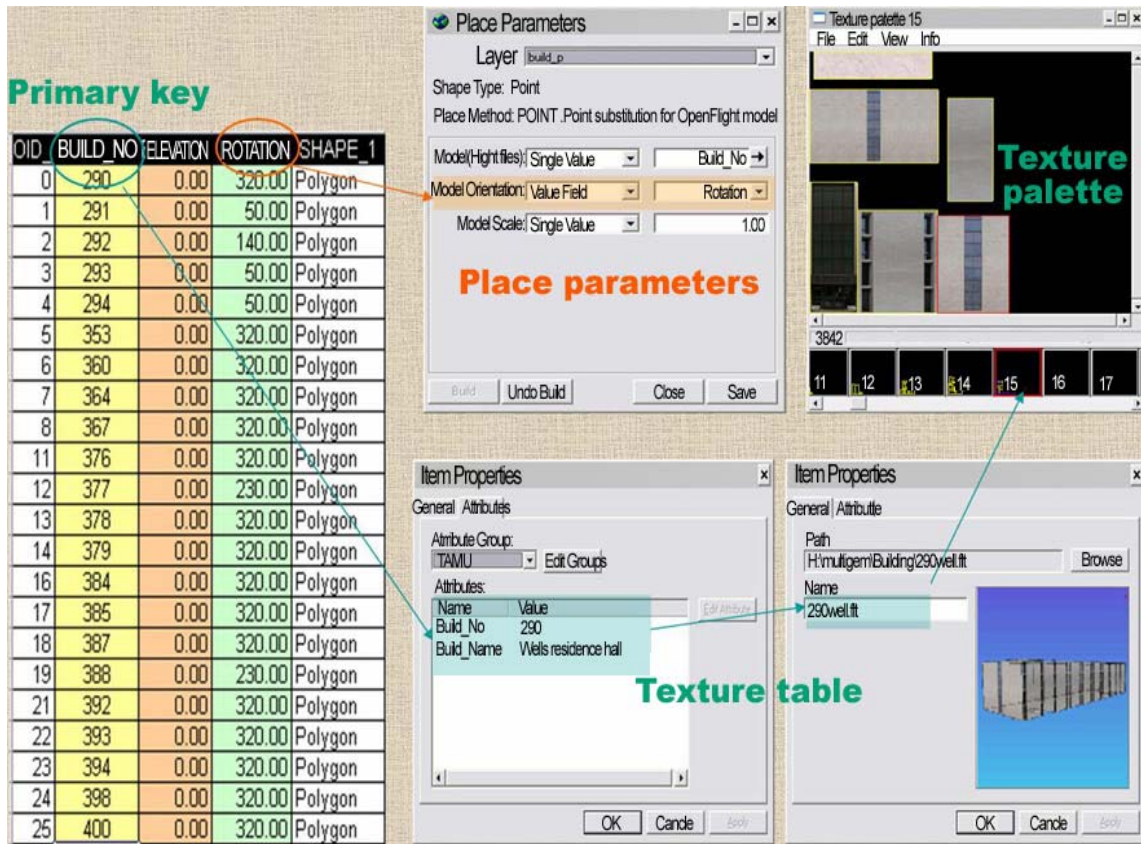 Primary key
OID_ BUILD_NO ELEVATION ROTATION SHAPE_1
0 290 0.00 320.00 Polygon
1 291 0.00 50.00 Polygon
2 292 0.00 140.00 Polygon
3 293 0.00 50.00 Polygon
4 294 0.00 50.00 Polygon
5 353 0.00 320.00 Polygon
6 360 0.00 320.00 Polygon
7 364 0.00 320.00 Polygon
8 367 0.00 320.00 Polygon
11 376 0.00 320.00 Polygon
12 377 0.00 230.00 Polygon
13 378 0.00 320.00 Polygon
14 379 0.00 320.00 Polygon
16 384 0.00 320.00 Polygon
17 385 0.00 320.00 Polygon
18 387 0.00 320.00 Polygon
19 388 0.00 230.00 Polygon
21 392 0.00 320.00 Polygon
22 393 0.00 320.00 Polygon
23 394 0.00 320.00 Polygon
24 398 0.00 320.00 Polygon
25 400 0.00 320.00 Polygon
Place Parameters
Layer build_p
Shape Type: Point
Place Method: POINT .Point substitution for OpenFlight model
Model(Hight files): Single Value Build_No
Model Orientation: Value Field Rotation
Model Scale: Single Value 1.00
Place parameters
Build Undo Build Close Save
Texture palette 15
File Edit View Info
Texture
palette
3842
11 12 13 14 15 16 17
Item Properties
General Attributes
Attribute Group:
TAMU Edit Groups
Attributes:
Name Value Edit Attribute
Build_No 290
Build_Name Wells residence hall
Texture table
OK Cancle Apply
Item Properties
General Attributtle
Path
H:\multigem\Building\290well.flt Browse
Name
290well.flt
OK Cancle Apply